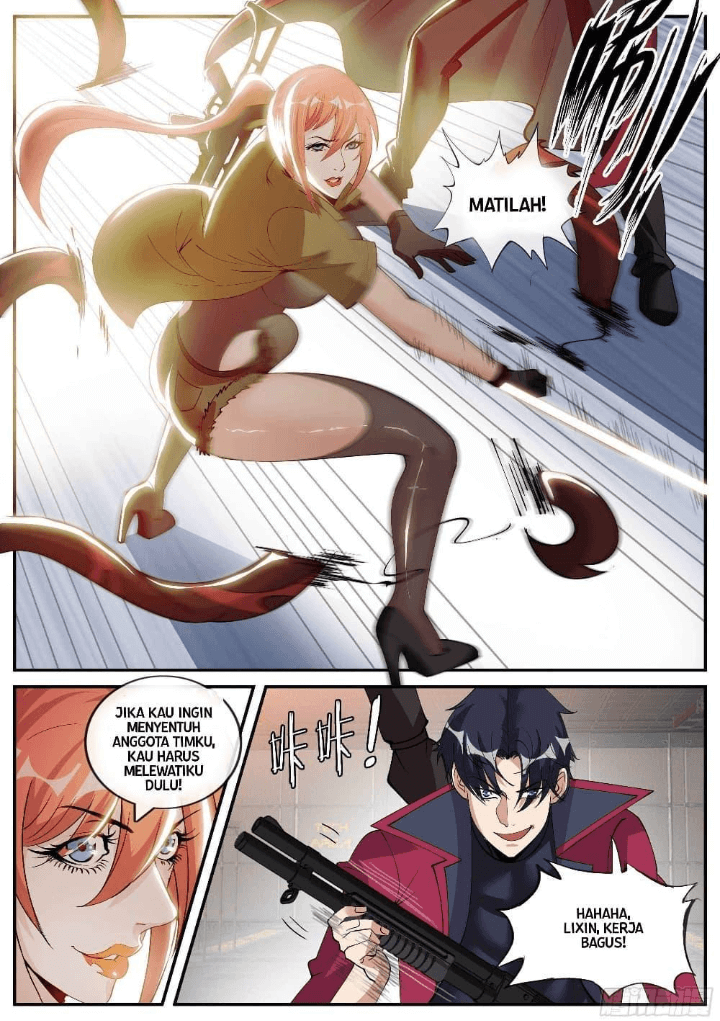 MATILAH!
JIKA KAU INGIN
MENYENTUH
ANGGOTA TIMKU,
KAU HARUS
MELEWATIKU
DULU!
咔咔!
HAHAHA,
LIXIN, KERJA
BAGUS!